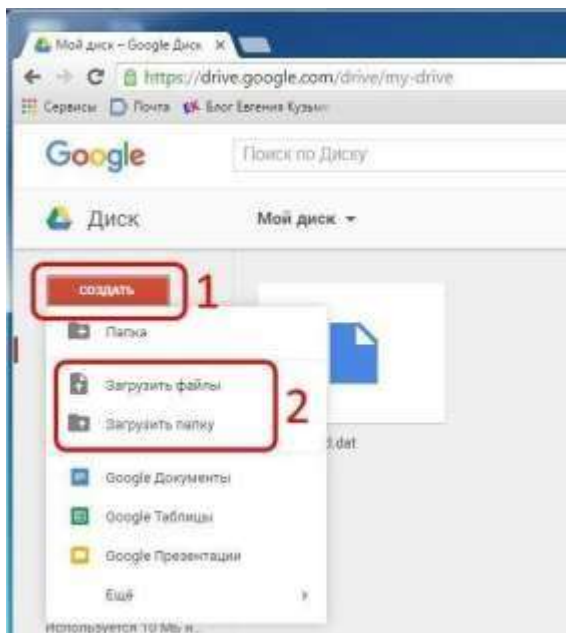 Мой диск – Google Диск
https://drive.google.com/drive/my-drive
Сервисы Почта Блог Евгения
Google Поиск по Диску
Диск Мой диск
СОЗДАТЬ 1
Папка
Загрузить файлы
2
Загрузить папку
.dat
Google Документы
Google Таблицы
Google Презентации
Ещё
Используется 10 МБ